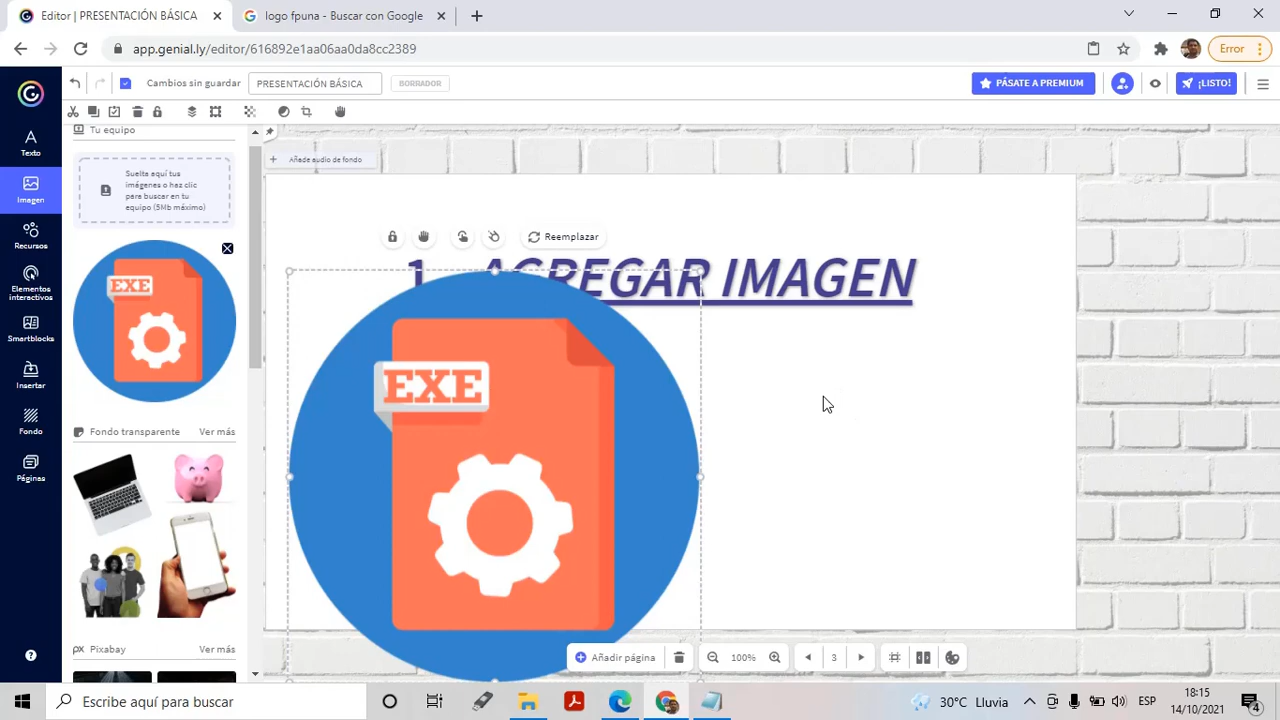 Editor | PRESENTACIÓN BÁSICA
logo fpuna - Buscar con Google
app.genial.ly/editor/616892e1aa06aa0da8cc2389
Error
Cambios sin guardar
PRESENTACIÓN BÁSICA
BORRADOR
PÁSATE A PREMIUM
¡LISTO!
Texto
Imagen
Recursos
Elementos
interactivos
Smartblocks
Insertar
Fondo
Páginas
Tu equipo
Suelta aquí tus
imágenes o haz clic
para buscar en tu
equipo (5Mb máximo)
EXE
Fondo transparente
Ver más
px Pixabay
Ver más
Añade audio de fondo
Reemplazar
1. AGREGAR IMAGEN
EXE
Añadir página
100%
3
Escribe aquí para buscar
30°C Lluvia
ESP
18:15
14/10/2021
4